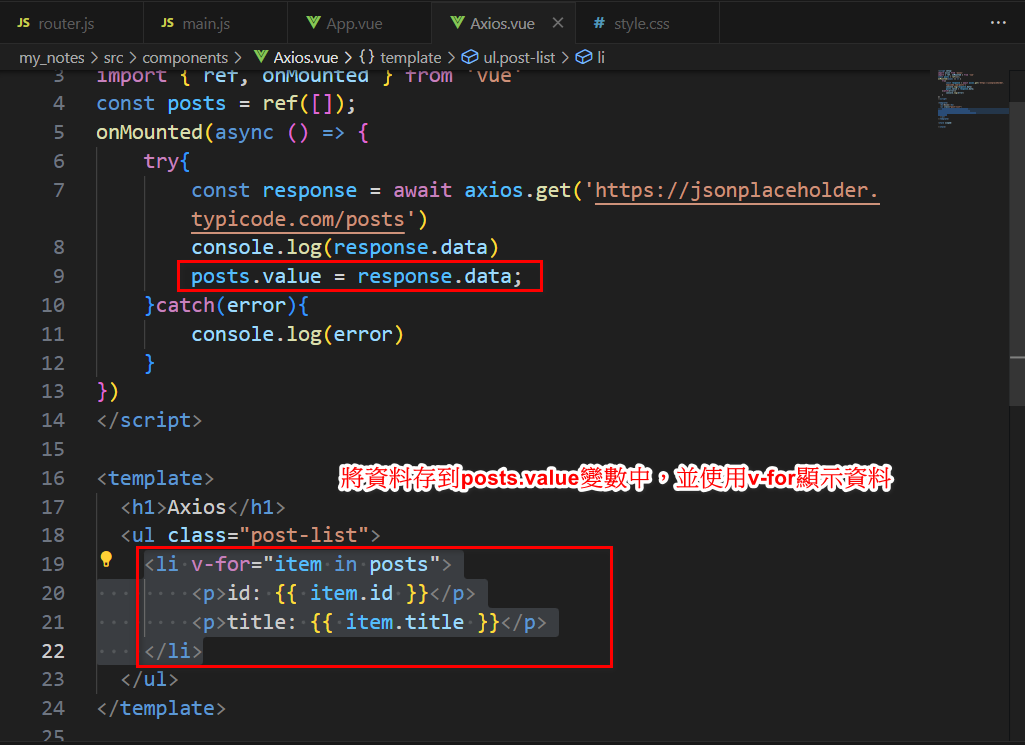 JS router.js JS main.js App.vue Axios.vue # style.css
my_notes > src > components > Axios.vue > {} template > ul.post-list > li
3 import { ref, onMounted } from 'vue'
4 const posts = ref([]);
5 onMounted(async () => {
6 try{
7 const response = await axios.get('https://jsonplaceholder.
typicode.com/posts')
8 console.log(response.data)
9 posts.value = response.data;
10 }catch(error){
11 console.log(error)
12 }
13 })
14 </script>
15
16 <template>
將資料存到posts.value變數中，並使用v-for顯示資料
17 <h1>Axios</h1>
18 <ul class="post-list">
19 <li v-for="item in posts">
20 <p>id: {{ item.id }}</p>
21 <p>title: {{ item.title }}</p>
22 </li>
23 </ul>
24 </template>
25